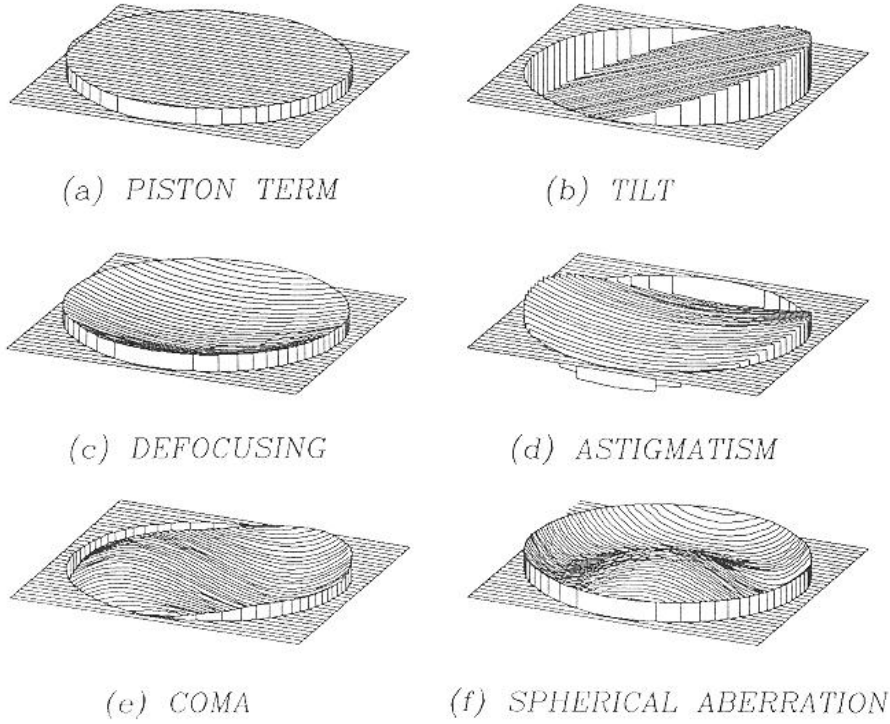 (a) PISTON TERM
(b) TILT
(c) DEFOCUSING
(d) ASTIGMATISM
(e) COMA
(f) SPHERICAL ABERRATION